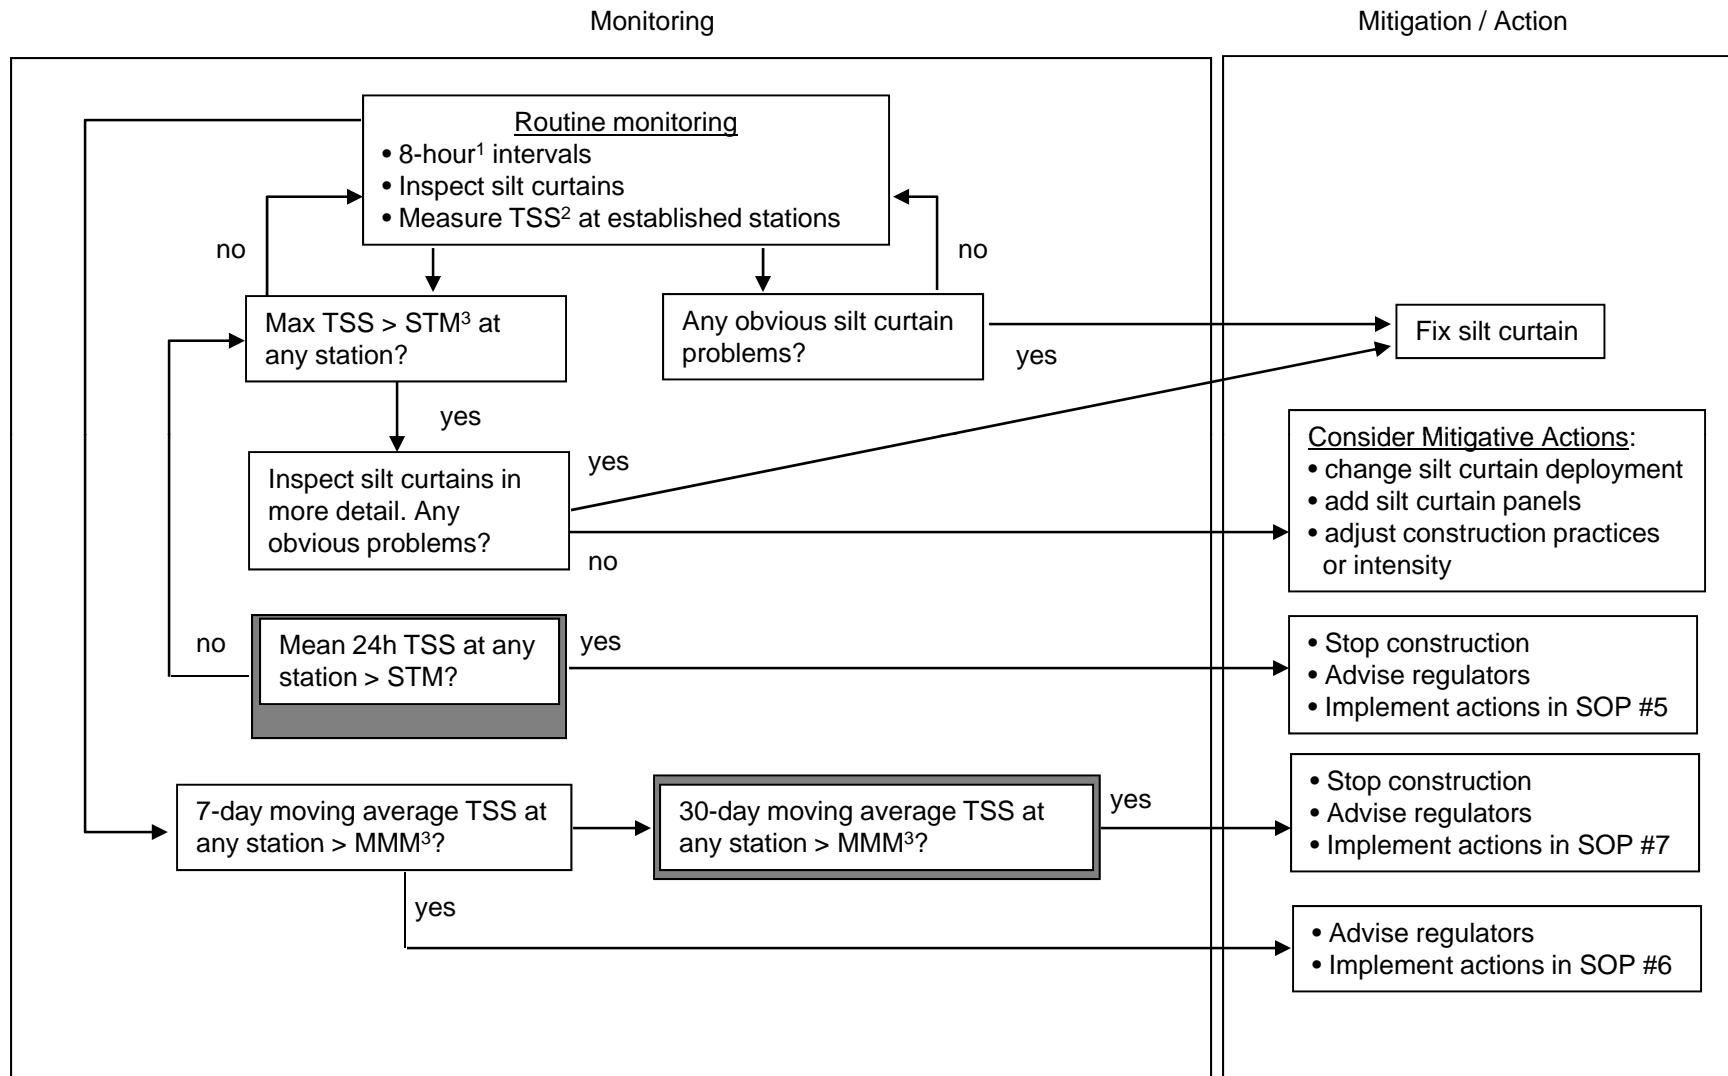 Monitoring
Mitigation / Action
Routine monitoring
• 8-hour¹ intervals
• Inspect silt curtains
• Measure TSS² at established stations
no
no
Max TSS > STM³ at
any station?
Any obvious silt curtain
problems?
yes
Fix silt curtain
yes
Inspect silt curtains in
more detail. Any
obvious problems?
yes
no
Consider Mitigative Actions:
• change silt curtain deployment
• add silt curtain panels
• adjust construction practices
or intensity
no
Mean 24h TSS at any
station > STM?
yes
• Stop construction
• Advise regulators
• Implement actions in SOP #5
7-day moving average TSS at
any station > MMM³?
30-day moving average TSS at
any station > MMM³?
yes
• Stop construction
• Advise regulators
• Implement actions in SOP #7
yes
• Advise regulators
• Implement actions in SOP #6